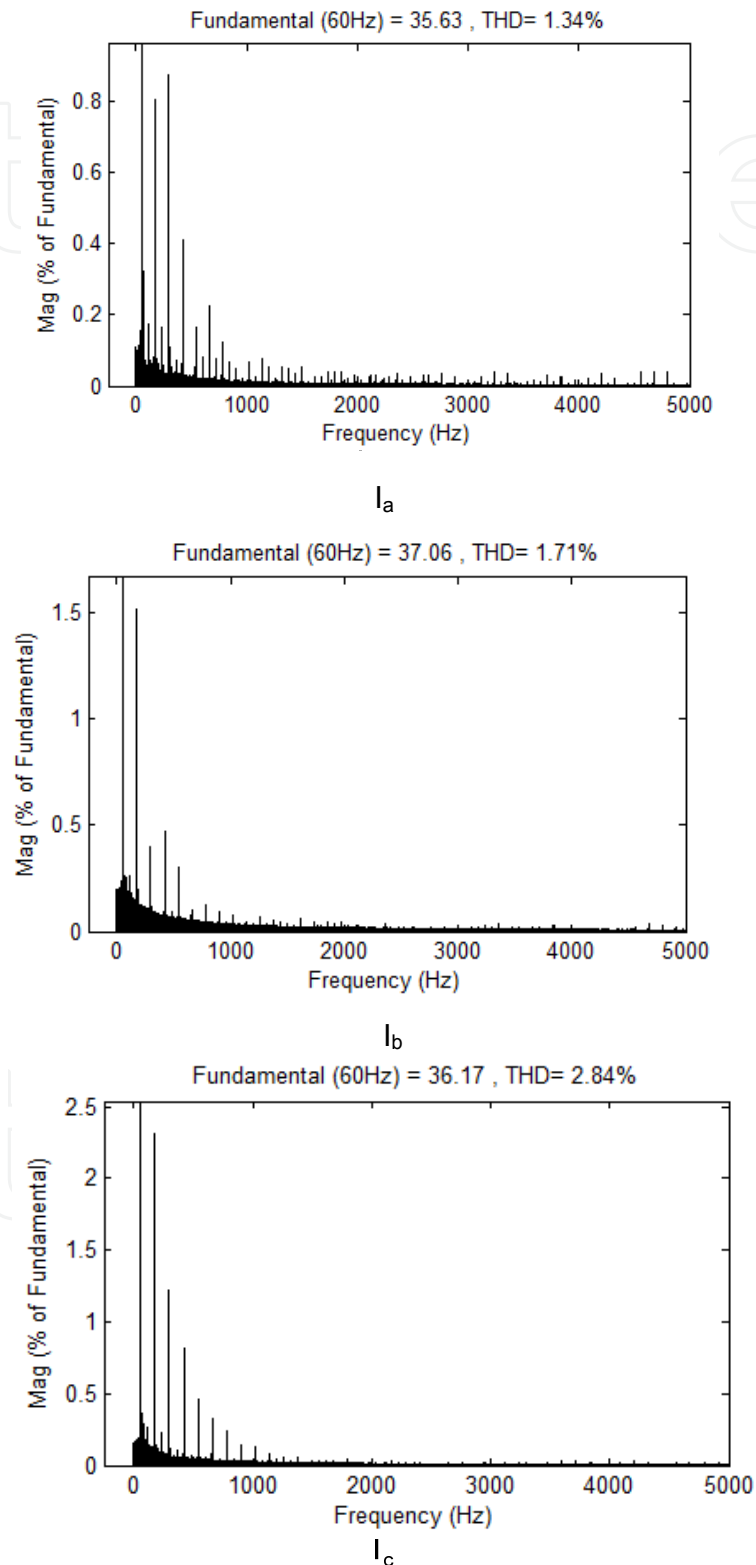 Fundamental (60Hz) = 35.63 , THD= 1.34%
Mag (% of Fundamental)
0.8
0.6
0.4
0.2
0
0 1000 2000 3000 4000 5000
Frequency (Hz)
Ia
Fundamental (60Hz) = 37.06 , THD= 1.71%
Mag (% of Fundamental)
1.5
1
0.5
0
0 1000 2000 3000 4000 5000
Frequency (Hz)
Ib
Fundamental (60Hz) = 36.17 , THD= 2.84%
Mag (% of Fundamental)
2.5
2
1.5
1
0.5
0
0 1000 2000 3000 4000 5000
Frequency (Hz)
Ic